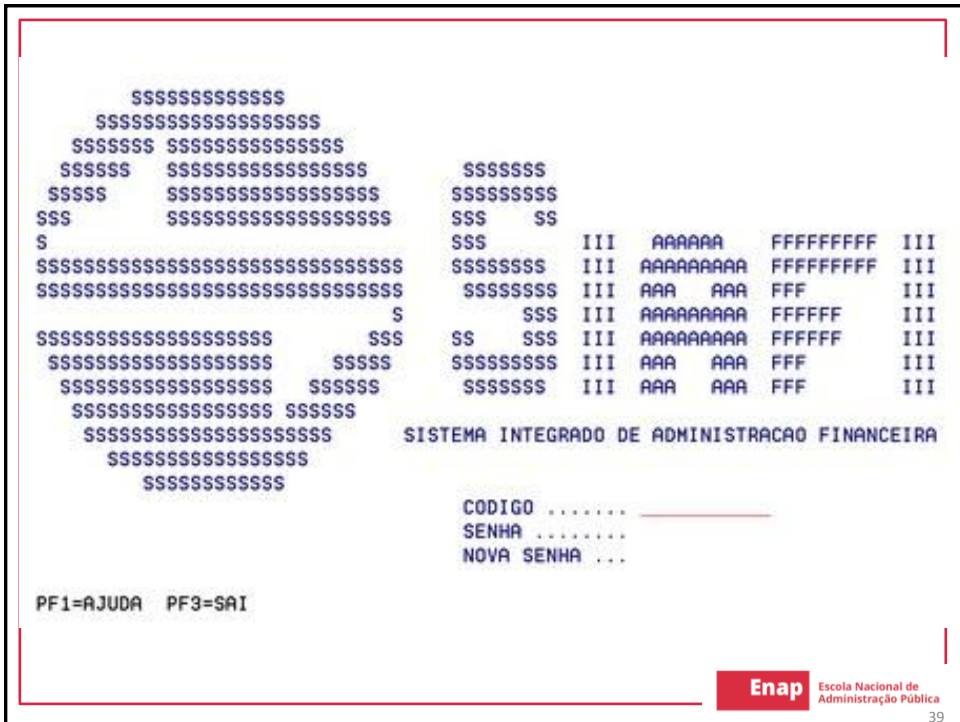 SIAFI
SISTEMA INTEGRADO DE ADMINISTRACAO FINANCEIRA
CODIGO .......
SENHA ........
NOVA SENHA ...
PF1=AJUDA PF3=SAI
Enap Escola Nacional de
Administração Pública
39